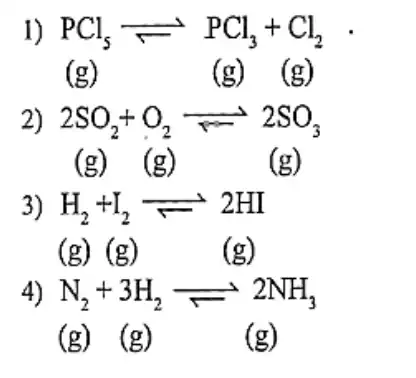 1) PCl₅ ⇌ PCl₃ + Cl₂ .
(g) (g) (g)
2) 2SO₂+ O₂ ⇌ 2SO₃
(g) (g) (g)
3) H₂ +I₂ ⇌ 2HI
(g) (g) (g)
4) N₂ + 3H₂ ⇌ 2NH₃
(g) (g) (g)